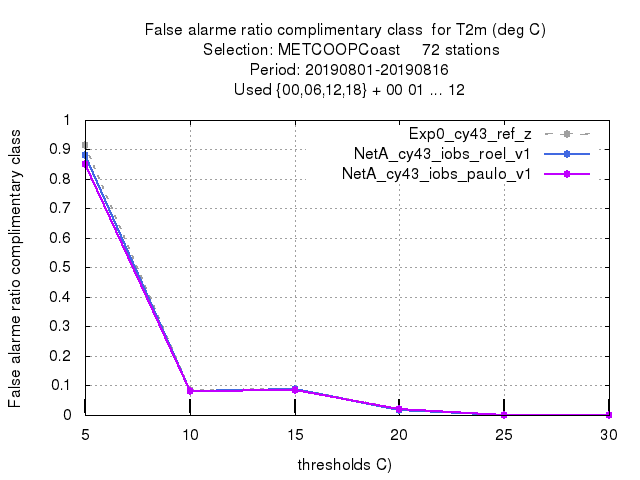 False alarme ratio complimentary class  for T2m (deg C)
Selection: METCOOPCoast     72 stations
Period: 20190801-20190816
Used {00,06,12,18} + 00 01 ... 12
False alarme ratio complimentary class
1
0.9
0.8
0.7
0.6
0.5
0.4
0.3
0.2
0.1
0
Exp0_cy43_ref_z
NetA_cy43_iobs_roel_v1
NetA_cy43_iobs_paulo_v1
5 10 15 20 25 30
thresholds C)